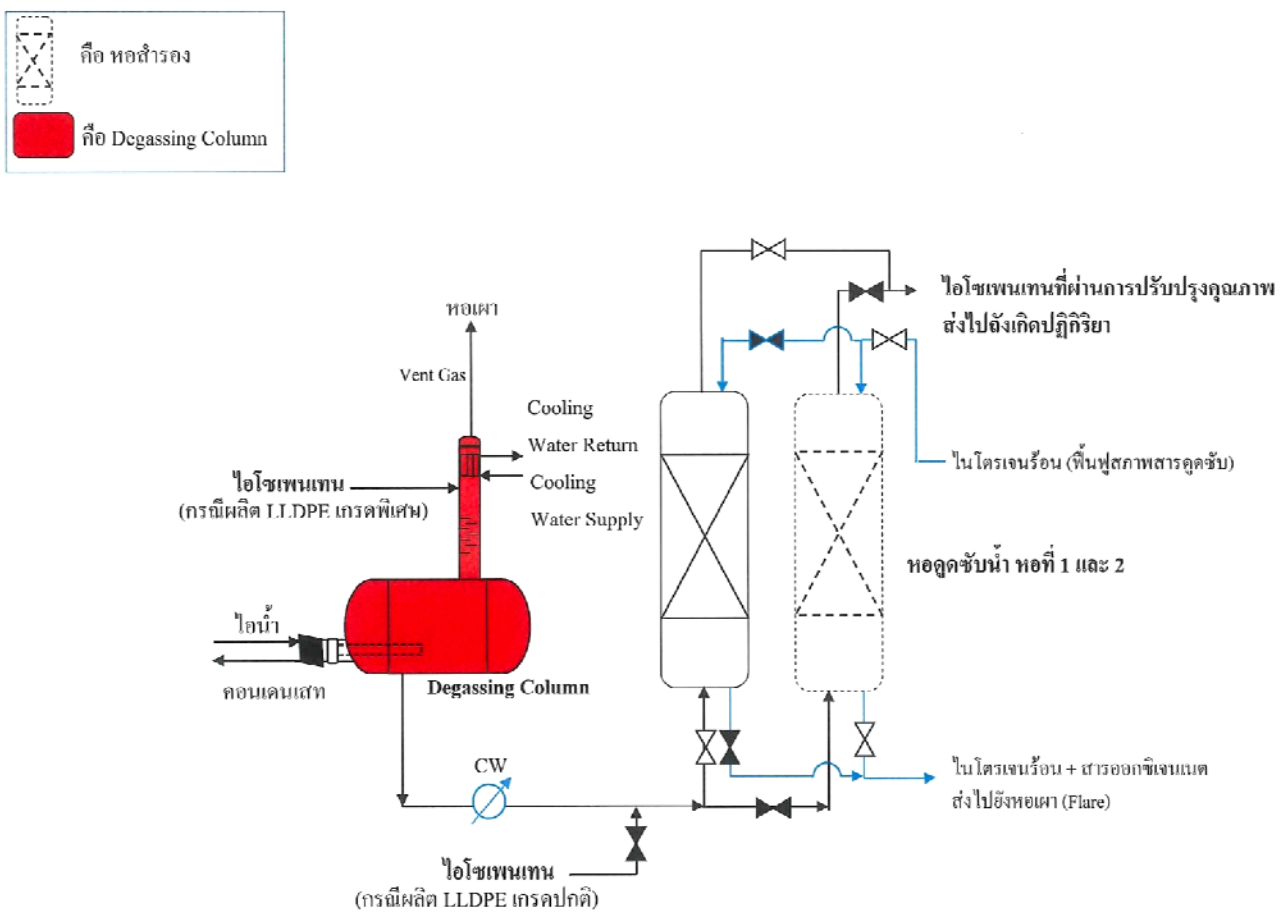 คือ หอสำรอง
คือ Degassing Column
หอเผา
Vent Gas
Cooling
Water Return
Cooling
Water Supply
ไอโซเพนเทน
(กรณีผลิต LLDPE เกรดพิเศษ)
ไอน้ำ
คอนเดนเสท
Degassing Column
CW
ไอโซเพนเทน
(กรณีผลิต LLDPE เกรดปกติ)
ไอโซเพนเทนที่ผ่านการปรับปรุงคุณภาพ
ส่งไปถังเกิดปฏิกิริยา
ไนโตรเจนร้อน (ฟื้นฟูสภาพสารดูดซับ)
หอดูดซับน้ำ หอที่ 1 และ 2
ไนโตรเจนร้อน + สารออกซิเจนเนต
ส่งไปยังหอเผา (Flare)